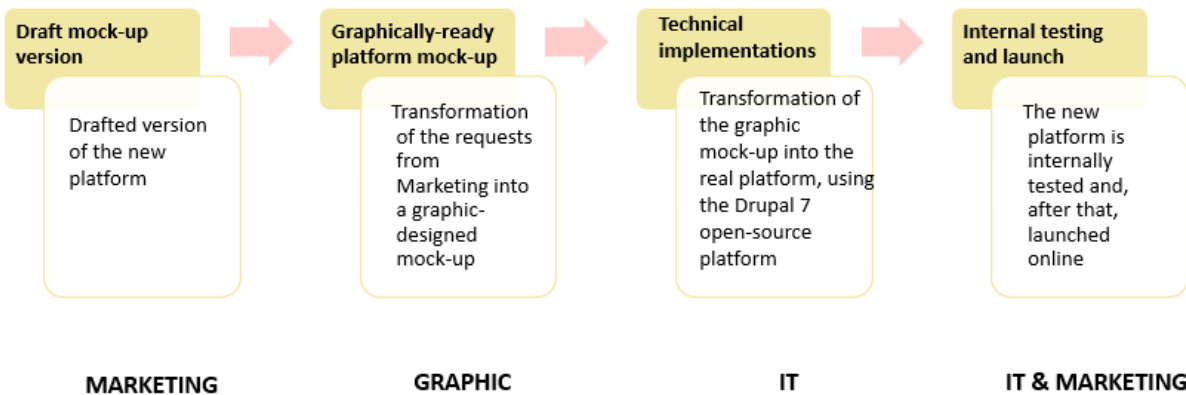 Draft mock-up
version
Drafted version
of the new
platform
Graphically-ready
platform mock-up
Transformation
of the requests
from
Marketing into
a graphic-
designed
mock-up
Technical
implementations
Transformation of
the graphic
mock-up into the
real platform, using
the Drupal 7
open-source
platform
Internal testing
and launch
The new
platform is
internally
tested and,
after that,
launched
online
MARKETING
GRAPHIC
IT
IT & MARKETING